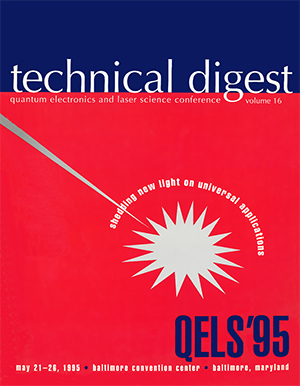 technical digest
quantum electronics and laser science conference volume 16
shedding new light on universal applications
QELS'95
may 21–26, 1995 • baltimore convention center • baltimore, maryland